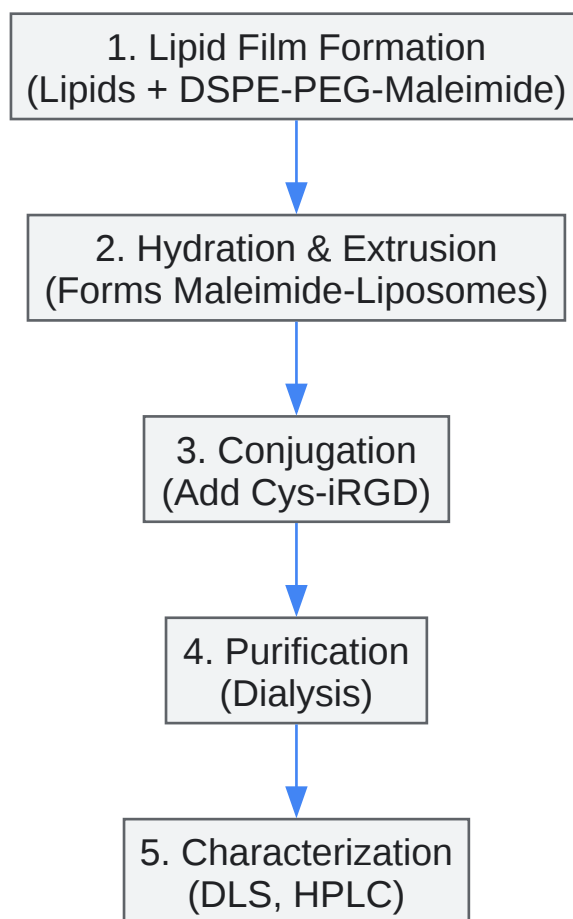 1. Lipid Film Formation
(Lipids + DSPE-PEG-Maleimide)
2. Hydration & Extrusion
(Forms Maleimide-Liposomes)
3. Conjugation
(Add Cys-iRGD)
4. Purification
(Dialysis)
5. Characterization
(DLS, HPLC)